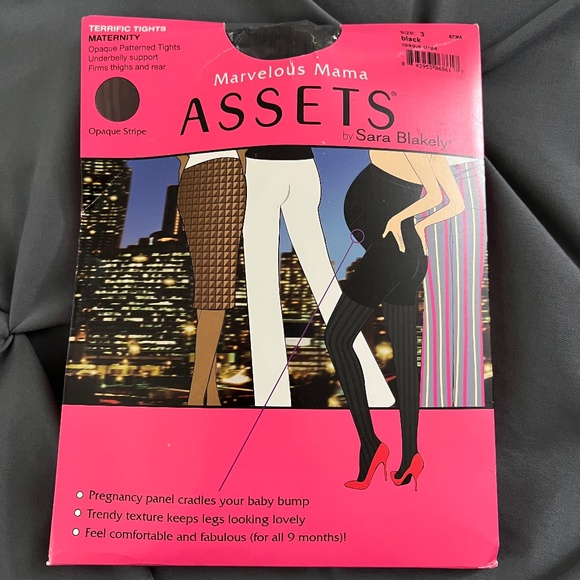 TERRIFIC TIGHTS
MATERNITY
Opaque Patterned Tights
Underbelly support
Firms thighs and rear
Opaque Stripe
size: 3
black
opaque stripe
Marvelous Mama
ASSETS®
by Sara Blakely®
Pregnancy panel cradles your baby bump
Trendy texture keeps legs looking lovely
Feel comfortable and fabulous (for all 9 months)!